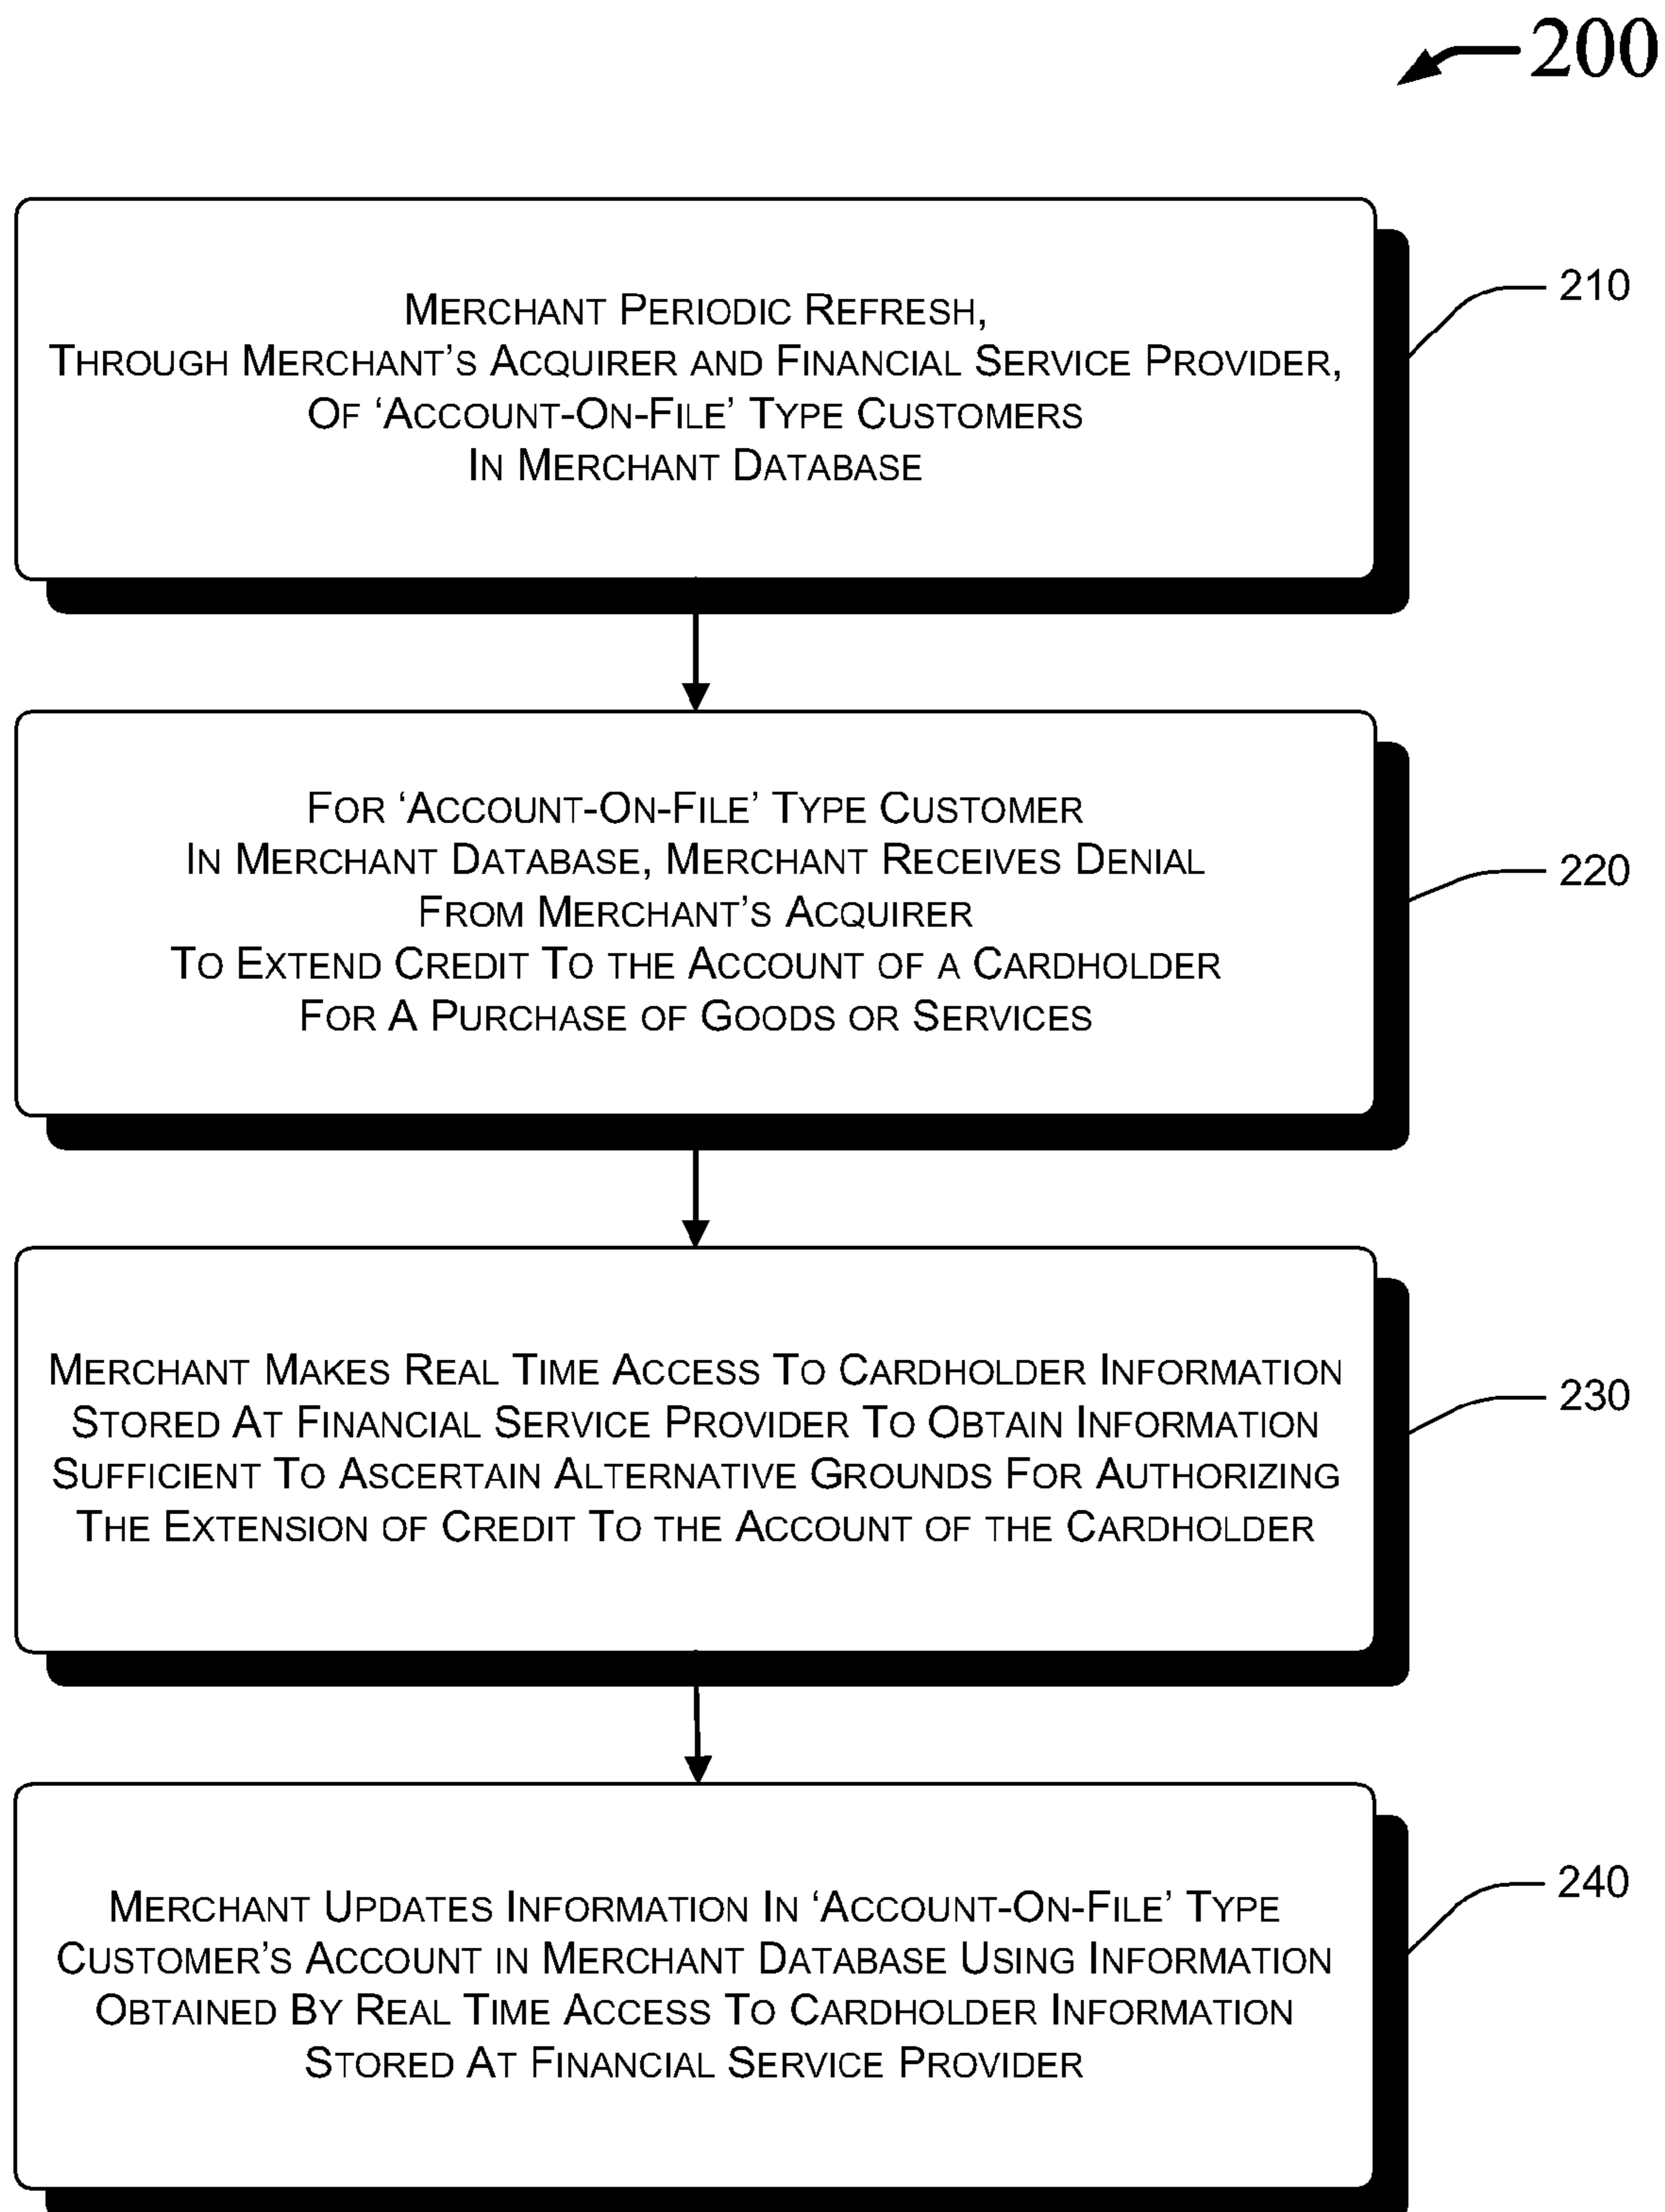 200
MERCHANT PERIODIC REFRESH,
THROUGH MERCHANT’S ACQUIRER AND FINANCIAL SERVICE PROVIDER,
OF ‘ACCOUNT-ON-FILE’ TYPE CUSTOMERS
IN MERCHANT DATABASE
210
FOR ‘ACCOUNT-ON-FILE’ TYPE CUSTOMER
IN MERCHANT DATABASE, MERCHANT RECEIVES DENIAL
FROM MERCHANT’S ACQUIRER
TO EXTEND CREDIT TO THE ACCOUNT OF A CARDHOLDER
FOR A PURCHASE OF GOODS OR SERVICES
220
MERCHANT MAKES REAL TIME ACCESS TO CARDHOLDER INFORMATION
STORED AT FINANCIAL SERVICE PROVIDER TO OBTAIN INFORMATION
SUFFICIENT TO ASCERTAIN ALTERNATIVE GROUNDS FOR AUTHORIZING
THE EXTENSION OF CREDIT TO THE ACCOUNT OF THE CARDHOLDER
230
MERCHANT UPDATES INFORMATION IN ‘ACCOUNT-ON-FILE’ TYPE
CUSTOMER’S ACCOUNT IN MERCHANT DATABASE USING INFORMATION
OBTAINED BY REAL TIME ACCESS TO CARDHOLDER INFORMATION
STORED AT FINANCIAL SERVICE PROVIDER
240